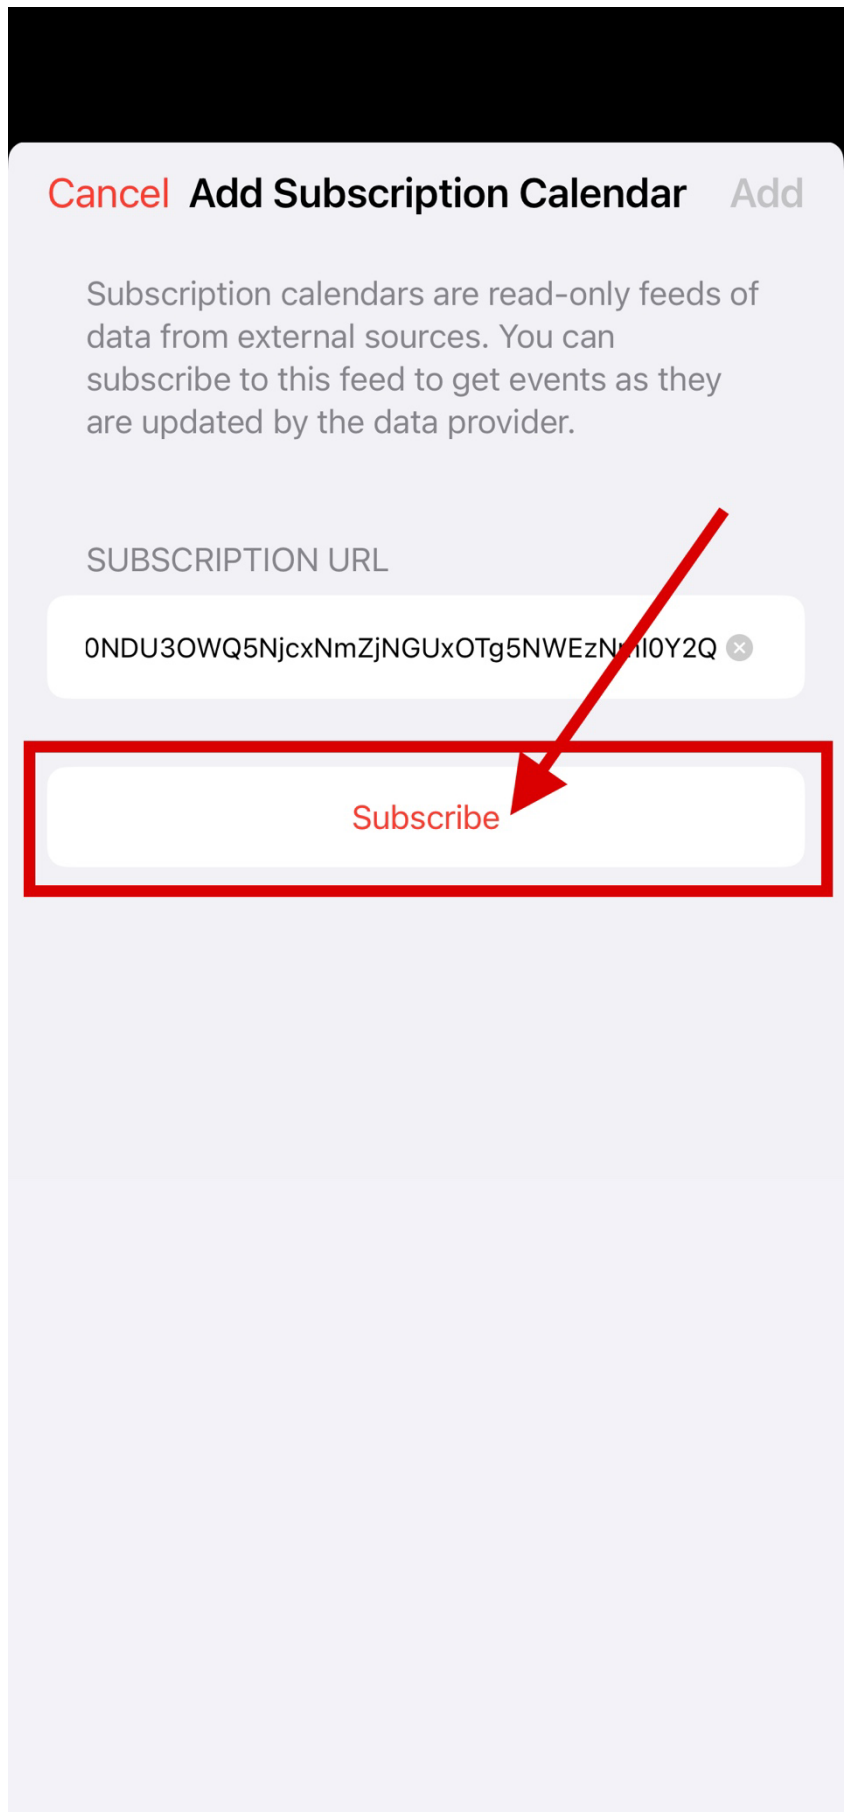 Cancel Add Subscription Calendar Add
Subscription calendars are read-only feeds of
data from external sources. You can
subscribe to this feed to get events as they
are updated by the data provider.
SUBSCRIPTION URL
Subscribe